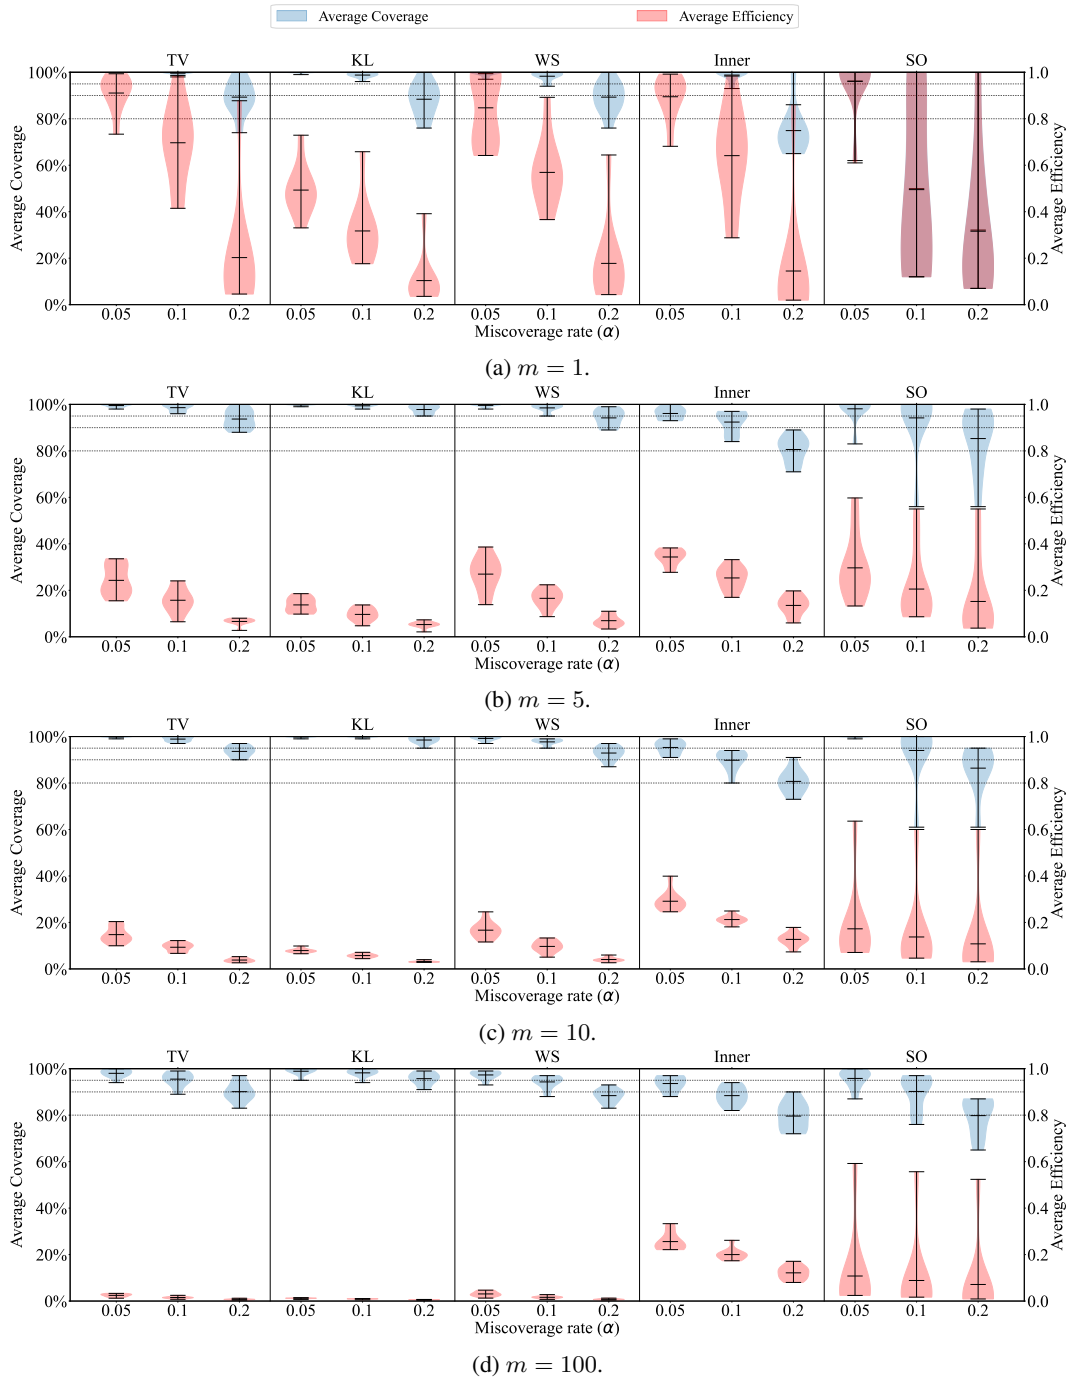 Average Coverage Average Efficiency
TV KL WS Inner SO
100% 1.0
80% 0.8
60% 0.6
40% 0.4
20% 0.2
0% 0.0
Average Coverage
Average Efficiency
0.05 0.1 0.2 0.05 0.1 0.2 0.05 0.1 0.2 0.05 0.1 0.2 0.05 0.1 0.2
Miscoverage rate (α)
(a) m = 1.
TV KL WS Inner SO
100% 1.0
80% 0.8
60% 0.6
40% 0.4
20% 0.2
0% 0.0
Average Coverage
Average Efficiency
0.05 0.1 0.2 0.05 0.1 0.2 0.05 0.1 0.2 0.05 0.1 0.2 0.05 0.1 0.2
Miscoverage rate (α)
(b) m = 5.
TV KL WS Inner SO
100% 1.0
80% 0.8
60% 0.6
40% 0.4
20% 0.2
0% 0.0
Average Coverage
Average Efficiency
0.05 0.1 0.2 0.05 0.1 0.2 0.05 0.1 0.2 0.05 0.1 0.2 0.05 0.1 0.2
Miscoverage rate (α)
(c) m = 10.
TV KL WS Inner SO
100% 1.0
80% 0.8
60% 0.6
40% 0.4
20% 0.2
0% 0.0
Average Coverage
Average Efficiency
0.05 0.1 0.2 0.05 0.1 0.2 0.05 0.1 0.2 0.05 0.1 0.2 0.05 0.1 0.2
Miscoverage rate (α)
(d) m = 100.